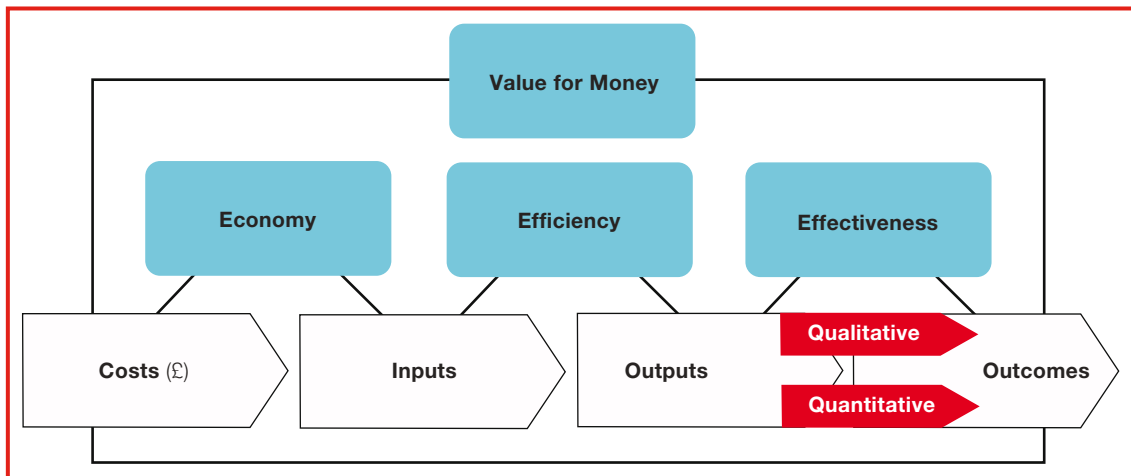 Value for Money
Economy
Efficiency
Effectiveness
Costs (£)
Inputs
Outputs
Qualitative
Quantitative
Outcomes